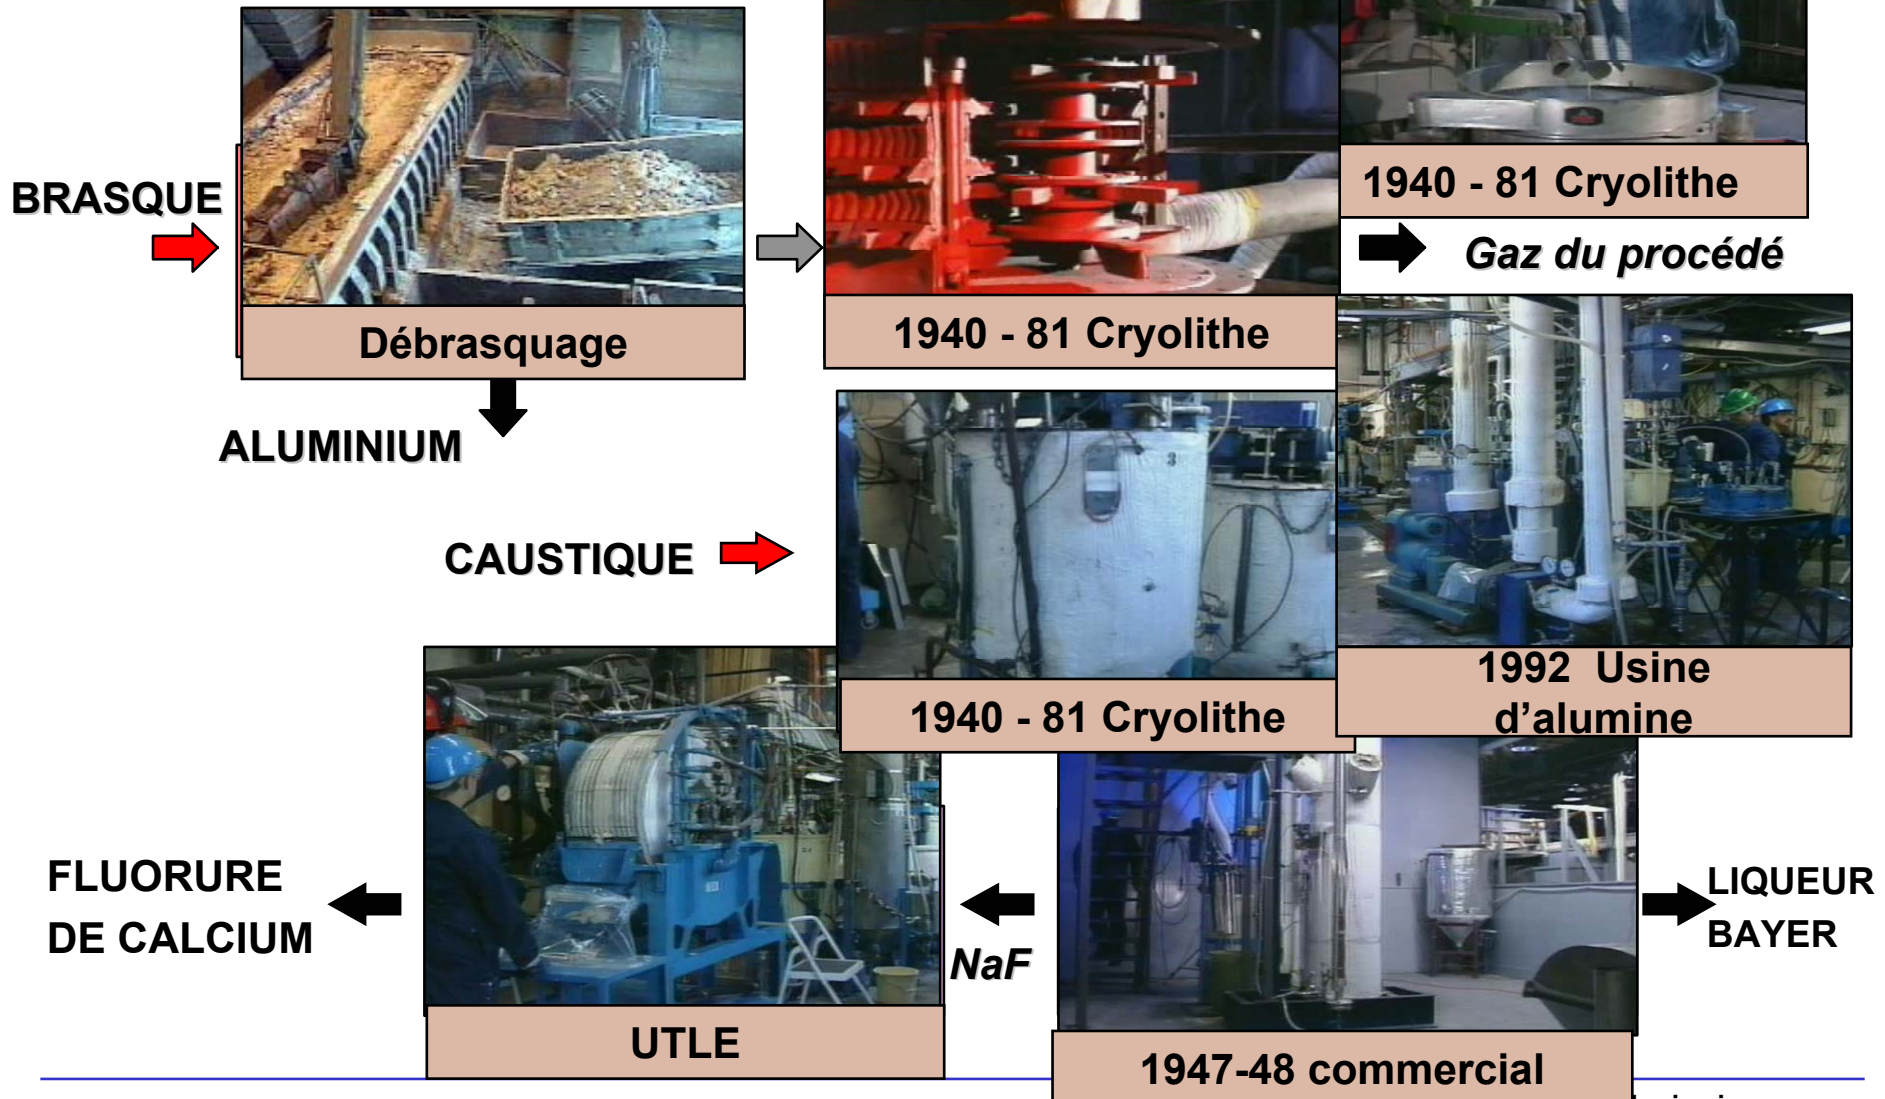 1940 - 81 Cryolithe
BRASQUE
Gaz du procédé
Débrasquage
1940 - 81 Cryolithe
ALUMINIUM
CAUSTIQUE
1940 - 81 Cryolithe
1992 Usine
d'alumine
FLUORURE
DE CALCIUM
NaF
LIQUEUR
BAYER
UTLE
1947-48 commercial